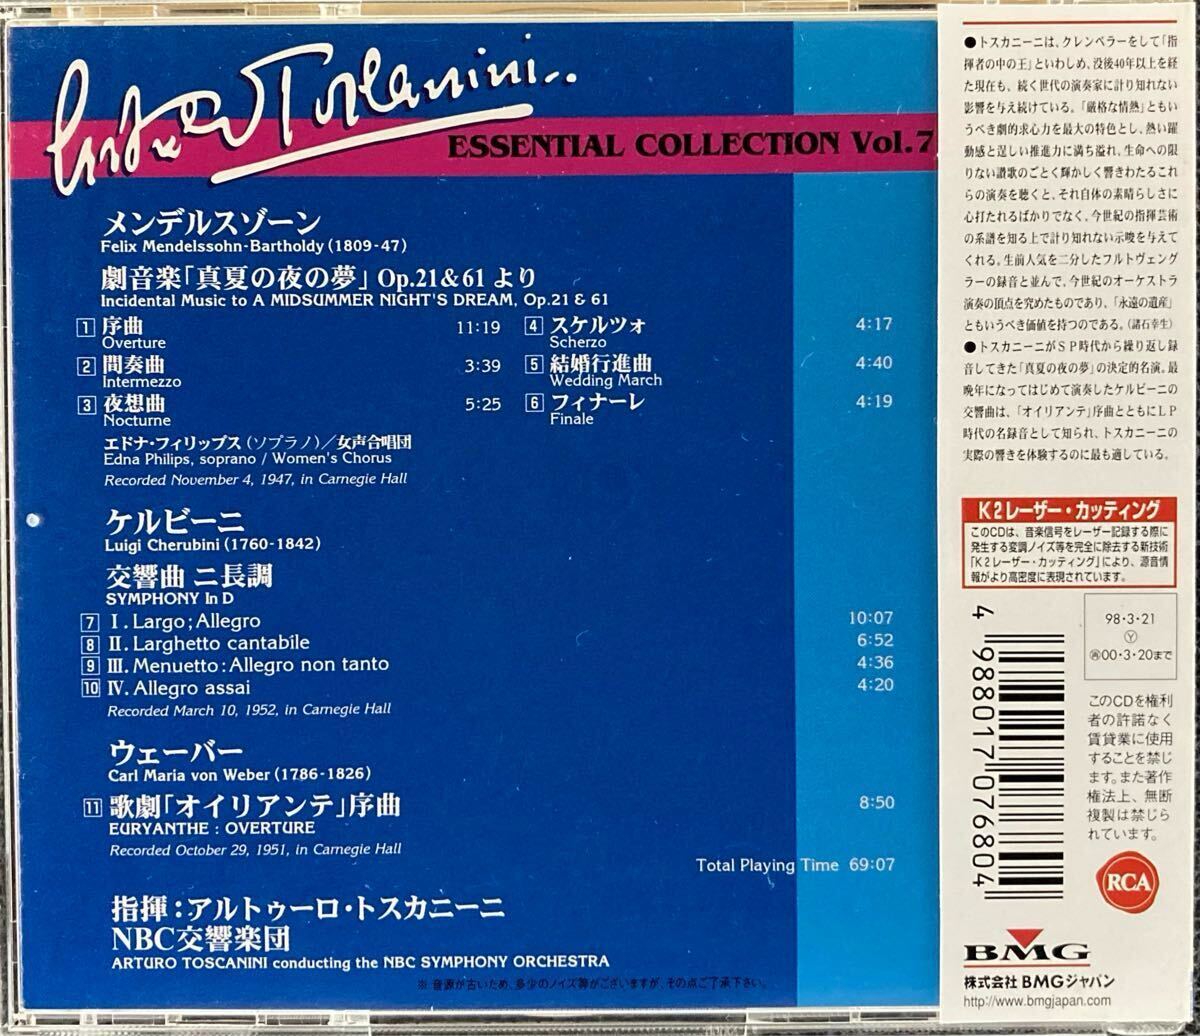 Arturo Toscanini
ESSENTIAL COLLECTION Vol.7
メンデルスゾーン
Felix Mendelssohn-Bartholdy (1809-47)
劇音楽「真夏の夜の夢」Op.21&61 より
Incidental Music to A MIDSUMMER NIGHT'S DREAM, Op.21 & 61
1 序曲 11:19
Overture
2 間奏曲 3:39
Intermezzo
3 夜想曲 5:25
Nocturne
4 スケルツォ 4:17
Scherzo
5 結婚行進曲 4:40
Wedding March
6 フィナーレ 4:19
Finale
エドナ・フィリップス(ソプラノ)/女声合唱団
Edna Philips, soprano / Women's Chorus
Recorded November 4, 1947, in Carnegie Hall
ケルビーニ
Luigi Cherubini (1760-1842)
交響曲 ニ長調
SYMPHONY In D
7 I. Largo; Allegro 10:07
8 II. Larghetto cantabile 6:52
9 III. Menuetto: Allegro non tanto 4:36
10 IV. Allegro assai 4:20
Recorded March 10, 1952, in Carnegie Hall
ウェーバー
Carl Maria von Weber (1786-1826)
11 歌劇「オイリアンテ」序曲 8:50
EURYANTHE : OVERTURE
Recorded October 29, 1951, in Carnegie Hall
Total Playing Time 69:07
指揮:アルトゥーロ・トスカニーニ
NBC交響楽団
ARTURO TOSCANINI conducting the NBC SYMPHONY ORCHESTRA
※音源が古いため、多少のノイズ等がございますが、その点ご了承下さい。
●トスカニーニは、クレンペラーをして「指
揮者の中の王」といわしめ、没後40年以上を経
た現在も、続く世代の演奏家に計り知れない
影響を与え続けている。「厳格な情熱」ともい
うべき劇的求心力を最大の特色とし、熱い躍
動感と逞しい推進力に満ち溢れ、生命への限
りない讃歌のごとく輝かしく響きわたるこれ
らの演奏を聴くと、それ自体の素晴らしさに
心打たれるばかりでなく、今世紀の指揮芸術
の系譜を知る上で計り知れない示唆を与えて
くれる。生前人気を二分したフルトヴェング
ラーの録音と並んで、今世紀のオーケストラ
演奏の頂点を究めたものであり、「永遠の遺産」
ともいうべき価値を持つのである。(諸石幸生)
●トスカニーニがSP時代から繰り返し録
音してきた「真夏の夜の夢」の決定的名演。最
晩年になってはじめて演奏したケルビーニの
交響曲は、「オイリアンテ」序曲とともにLP
時代の名録音として知られ、トスカニーニの
実際の響きを体験するのに最も適している。
K2レーザー・カッティング
このCDは、音楽信号をレーザー記録する際に
発生する変調ノイズ等を完全に除去する新技術
「K2レーザー・カッティング」により、源音情
報がより高密度に表現されています。
4 988017 076804
98・3・21
Y
再00・3・20まで
このCDを権利
者の許諾なく
賃貸業に使用
することを禁じ
ます。また著作
権法上、無断
複製は禁じら
れています。
RCA
BMG
株式会社 BMGジャパン
http://www.bmgjapan.com